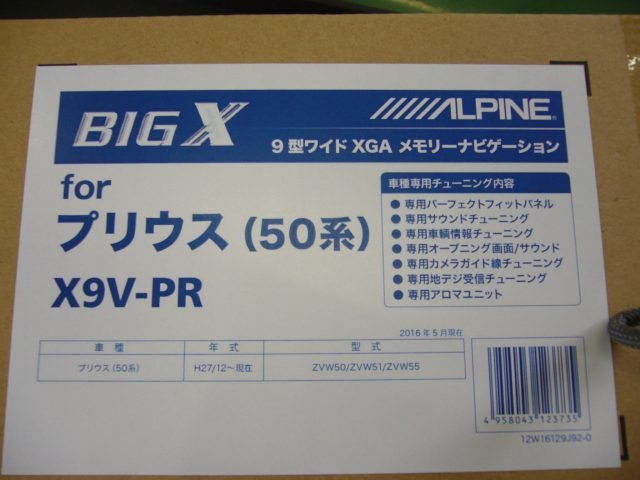 BIG X
ALPINE®
9型ワイド XGA メモリーナビゲーション
for
プリウス(50系)
X9V-PR
車種専用チューニング内容
● 専用パーフェクトフィットパネル
● 専用サウンドチューニング
● 専用車輌情報チューニング
● 専用オープニング画面/サウンド
● 専用カメラガイド線チューニング
● 専用地デジ受信チューニング
● 専用アロマユニット
2016年5月現在
車種 年式 型式
プリウス(50系) H27/12~現在 ZVW50/ZVW51/ZVW55
4 958043 123735
12W16129J92-0